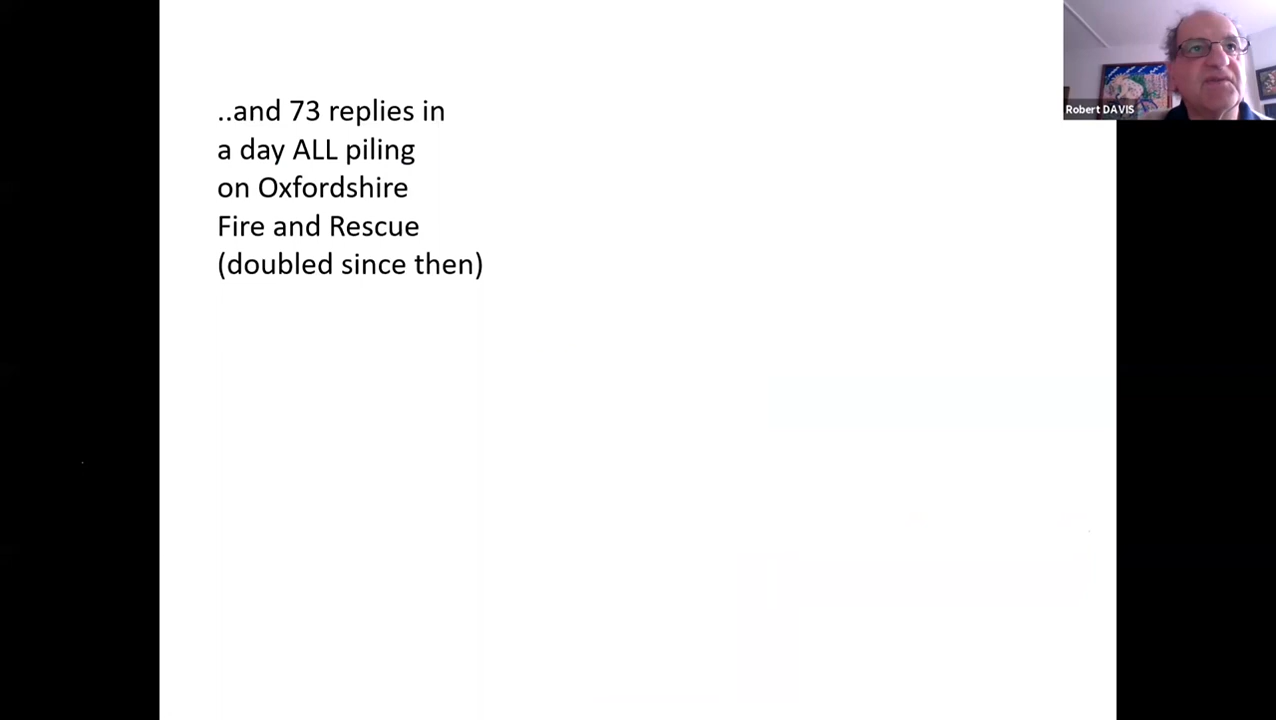 ..and 73 replies in
a day ALL piling
on Oxfordshire
Fire and Rescue
(doubled since then)
Robert DAVIS